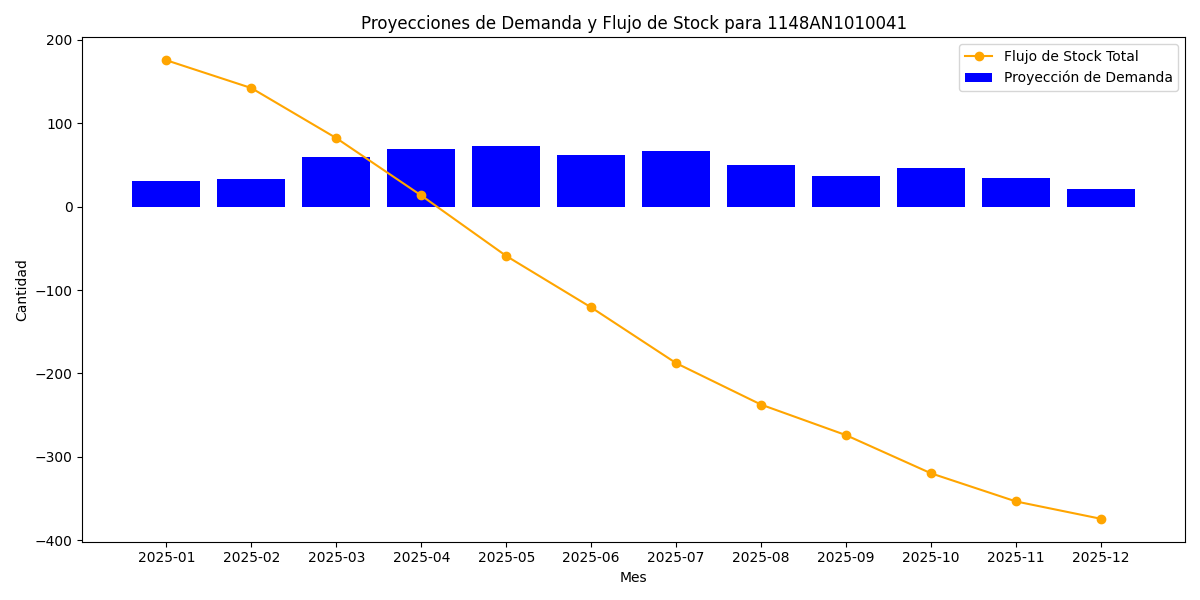 Proyecciones de Demanda y Flujo de Stock para 1148AN1010041
Flujo de Stock Total
Proyección de Demanda
200
100
0
−100
−200
−300
−400
Cantidad
2025-01 2025-02 2025-03 2025-04 2025-05 2025-06 2025-07 2025-08 2025-09 2025-10 2025-11 2025-12
Mes